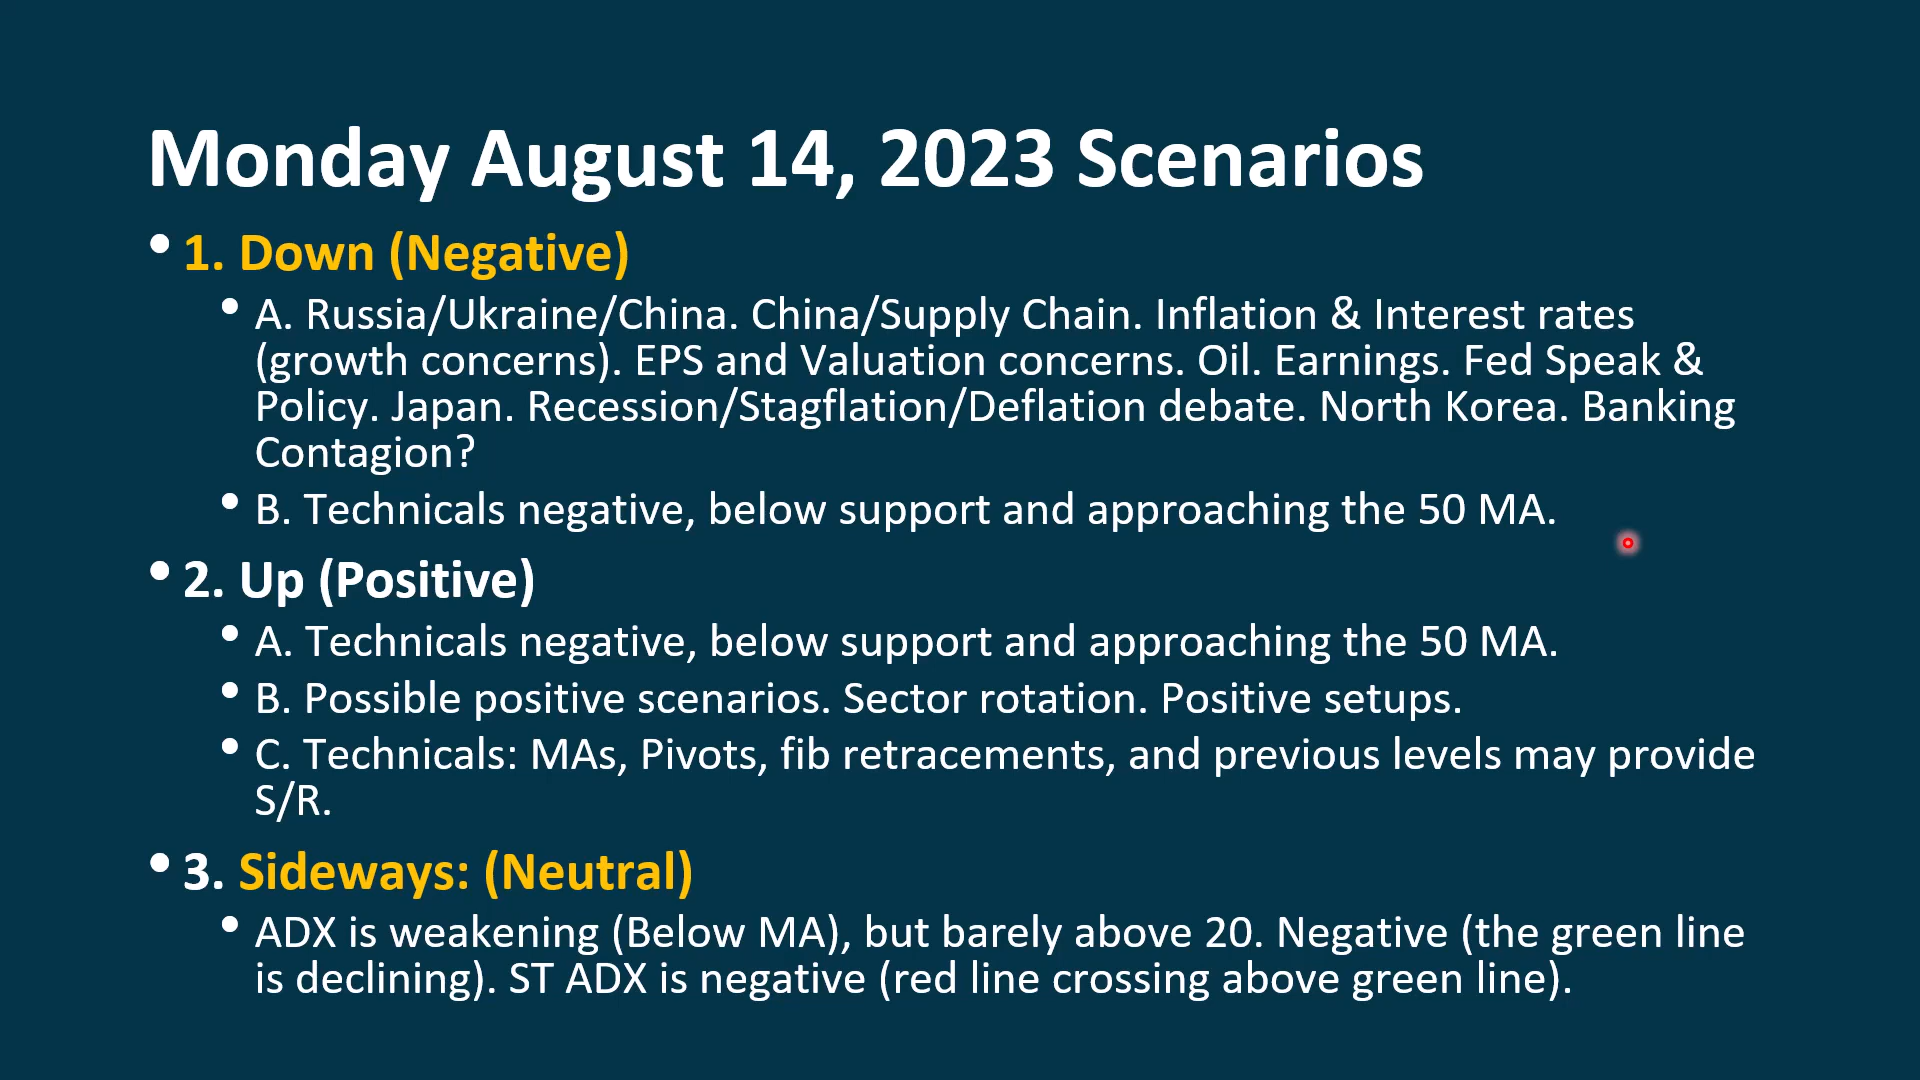 Monday August 14, 2023 Scenarios
• 1. Down (Negative)
• A. Russia/Ukraine/China. China/Supply Chain. Inflation & Interest rates
(growth concerns). EPS and Valuation concerns. Oil. Earnings. Fed Speak &
Policy. Japan. Recession/Stagflation/Deflation debate. North Korea. Banking
Contagion?
• B. Technicals negative, below support and approaching the 50 MA.
• 2. Up (Positive)
• A. Technicals negative, below support and approaching the 50 MA.
• B. Possible positive scenarios. Sector rotation. Positive setups.
• C. Technicals: MAs, Pivots, fib retracements, and previous levels may provide
S/R.
• 3. Sideways: (Neutral)
• ADX is weakening (Below MA), but barely above 20. Negative (the green line
is declining). ST ADX is negative (red line crossing above green line).